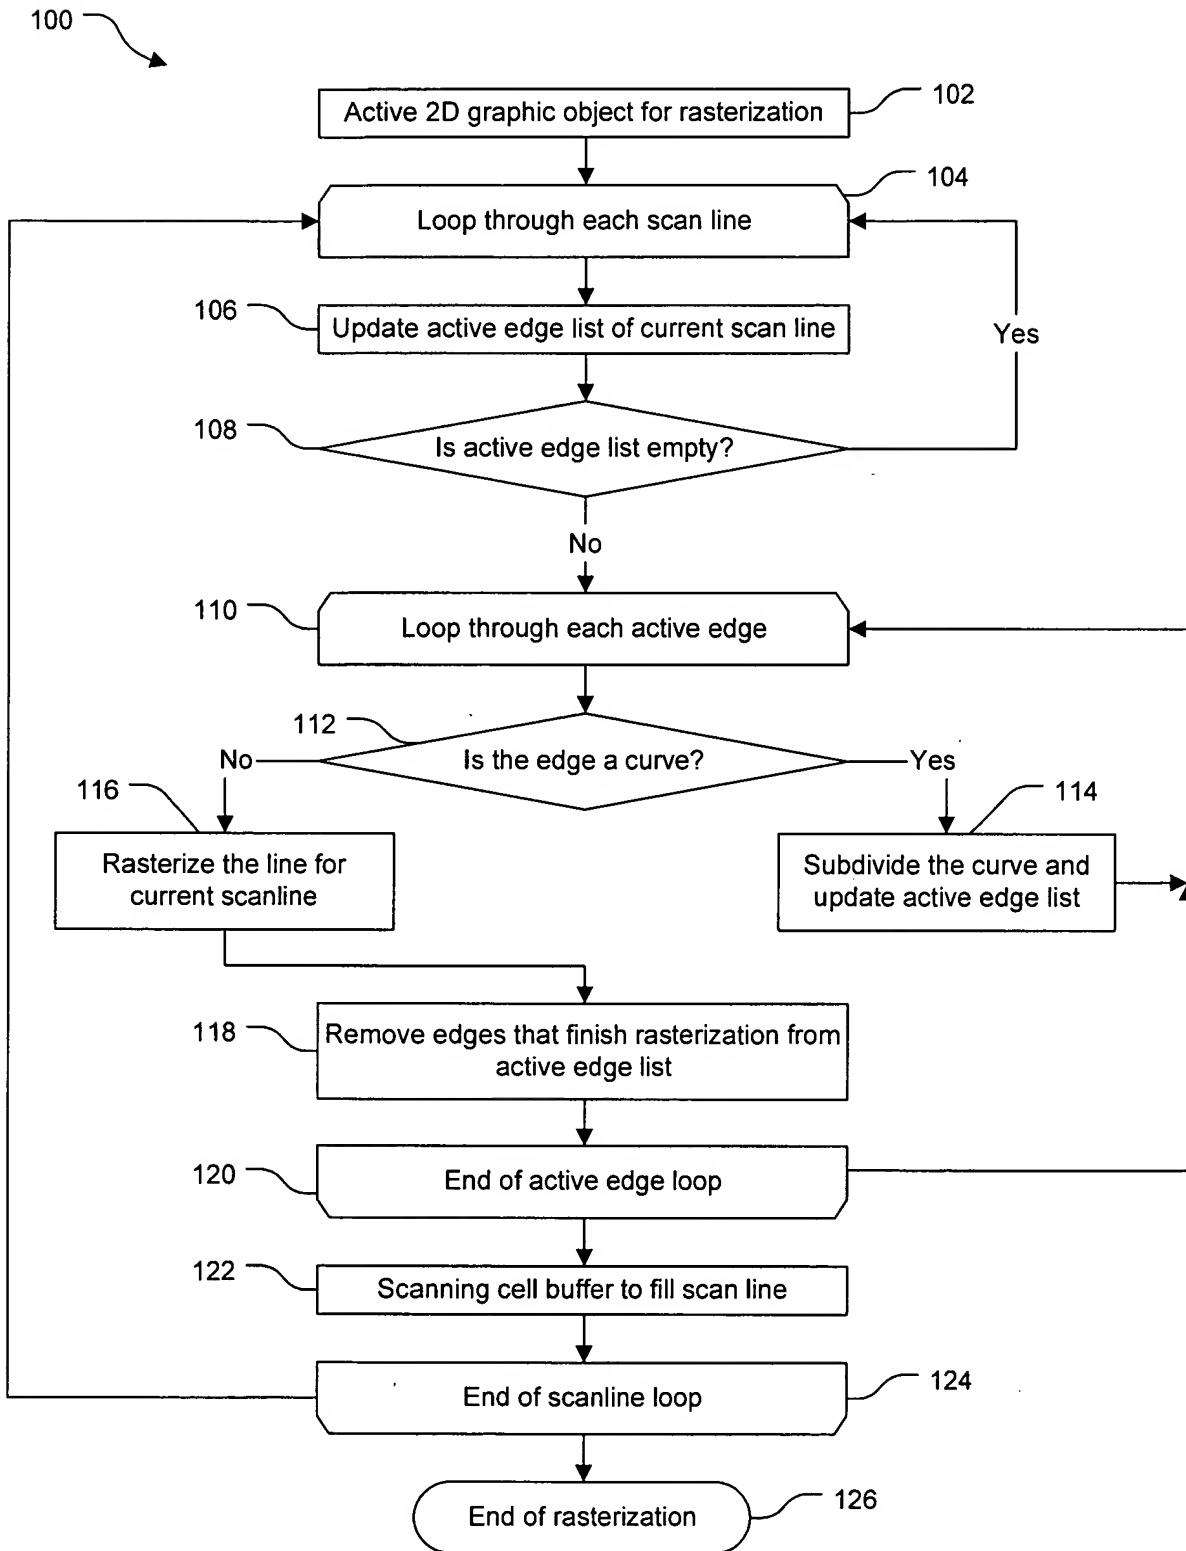 100
102
Active 2D graphic object for rasterization
104
Loop through each scan line
106
Update active edge list of current scan line
Yes
108
Is active edge list empty?
No
110
Loop through each active edge
112
Is the edge a curve?
No
Yes
116
114
Rasterize the line for
current scanline
Subdivide the curve and
update active edge list
118
Remove edges that finish rasterization from
active edge list
120
End of active edge loop
122
Scanning cell buffer to fill scan line
End of scanline loop
124
End of rasterization
126